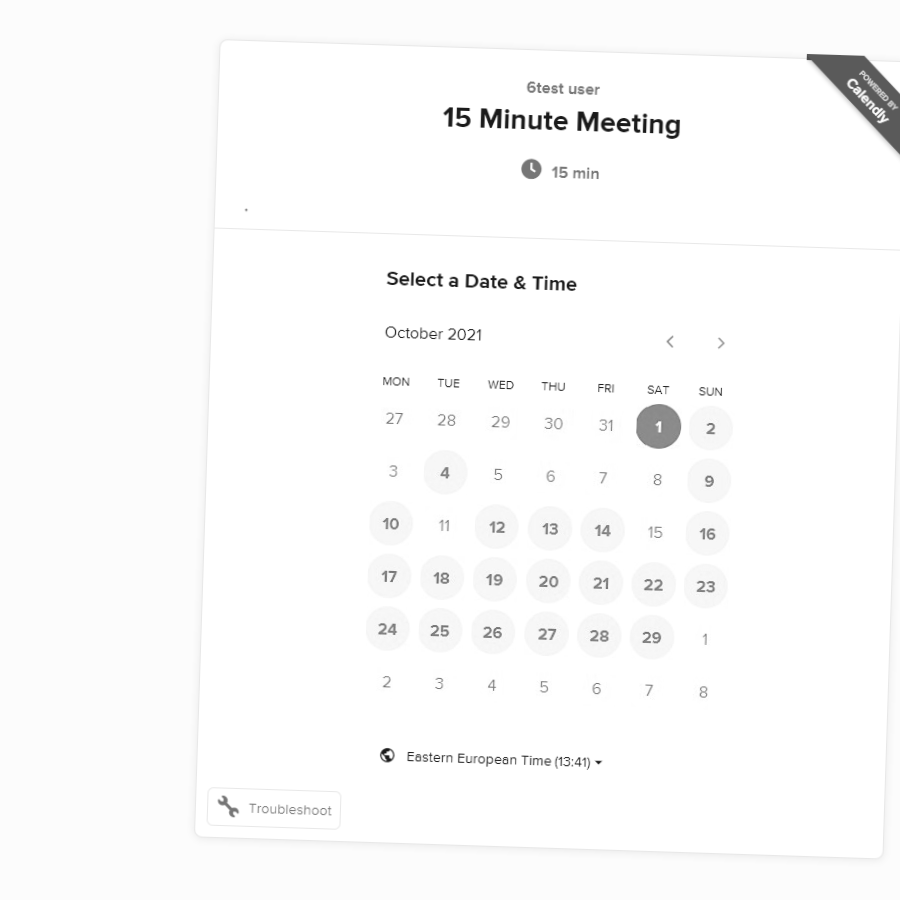 6test user
15 Minute Meeting
15 min
POWERED BY
Calendly
.
Select a Date & Time
October 2021
MON TUE WED THU FRI SAT SUN
27 28 29 30 31 1 2
3 4 5 6 7 8 9
10 11 12 13 14 15 16
17 18 19 20 21 22 23
24 25 26 27 28 29 1
2 3 4 5 6 7 8
Eastern European Time (13:41)
Troubleshoot